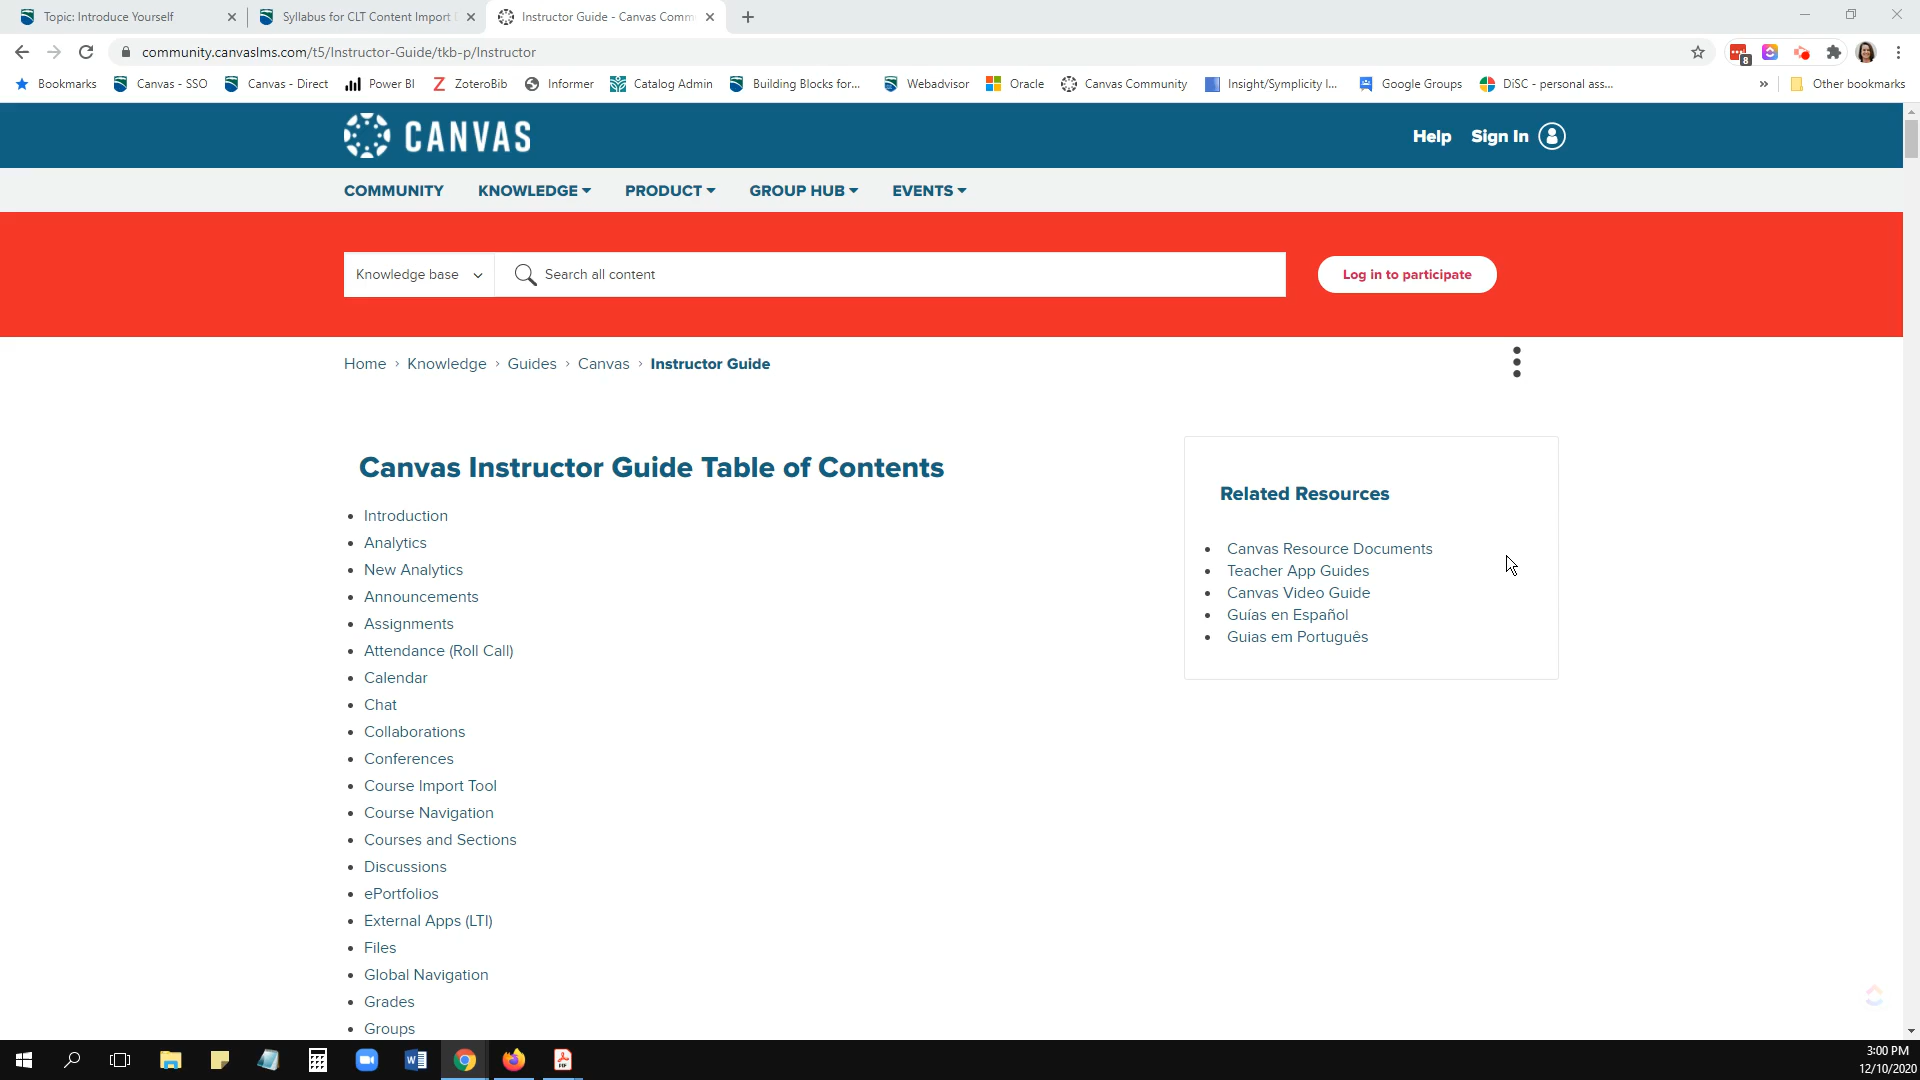 Topic: Introduce Yourself
Syllabus for CLT Content Import
Instructor Guide - Canvas Comm
community.canvaslms.com/t5/Instructor-Guide/tkb-p/Instructor
8
Bookmarks Canvas - SSO Canvas - Direct Power BI ZoteroBib Informer Catalog Admin Building Blocks for... Webadvisor Oracle Canvas Community Insight/Symplicity I... Google Groups DiSC - personal ass... » Other bookmarks
CANVAS
Help Sign In
COMMUNITY KNOWLEDGE PRODUCT GROUP HUB EVENTS
Knowledge base Search all content Log in to participate
Home › Knowledge › Guides › Canvas › Instructor Guide
Canvas Instructor Guide Table of Contents
• Introduction
• Analytics
• New Analytics
• Announcements
• Assignments
• Attendance (Roll Call)
• Calendar
• Chat
• Collaborations
• Conferences
• Course Import Tool
• Course Navigation
• Courses and Sections
• Discussions
• ePortfolios
• External Apps (LTI)
• Files
• Global Navigation
• Grades
• Groups
Related Resources
• Canvas Resource Documents
• Teacher App Guides
• Canvas Video Guide
• Guías en Español
• Guias em Português
3:00 PM
12/10/2020